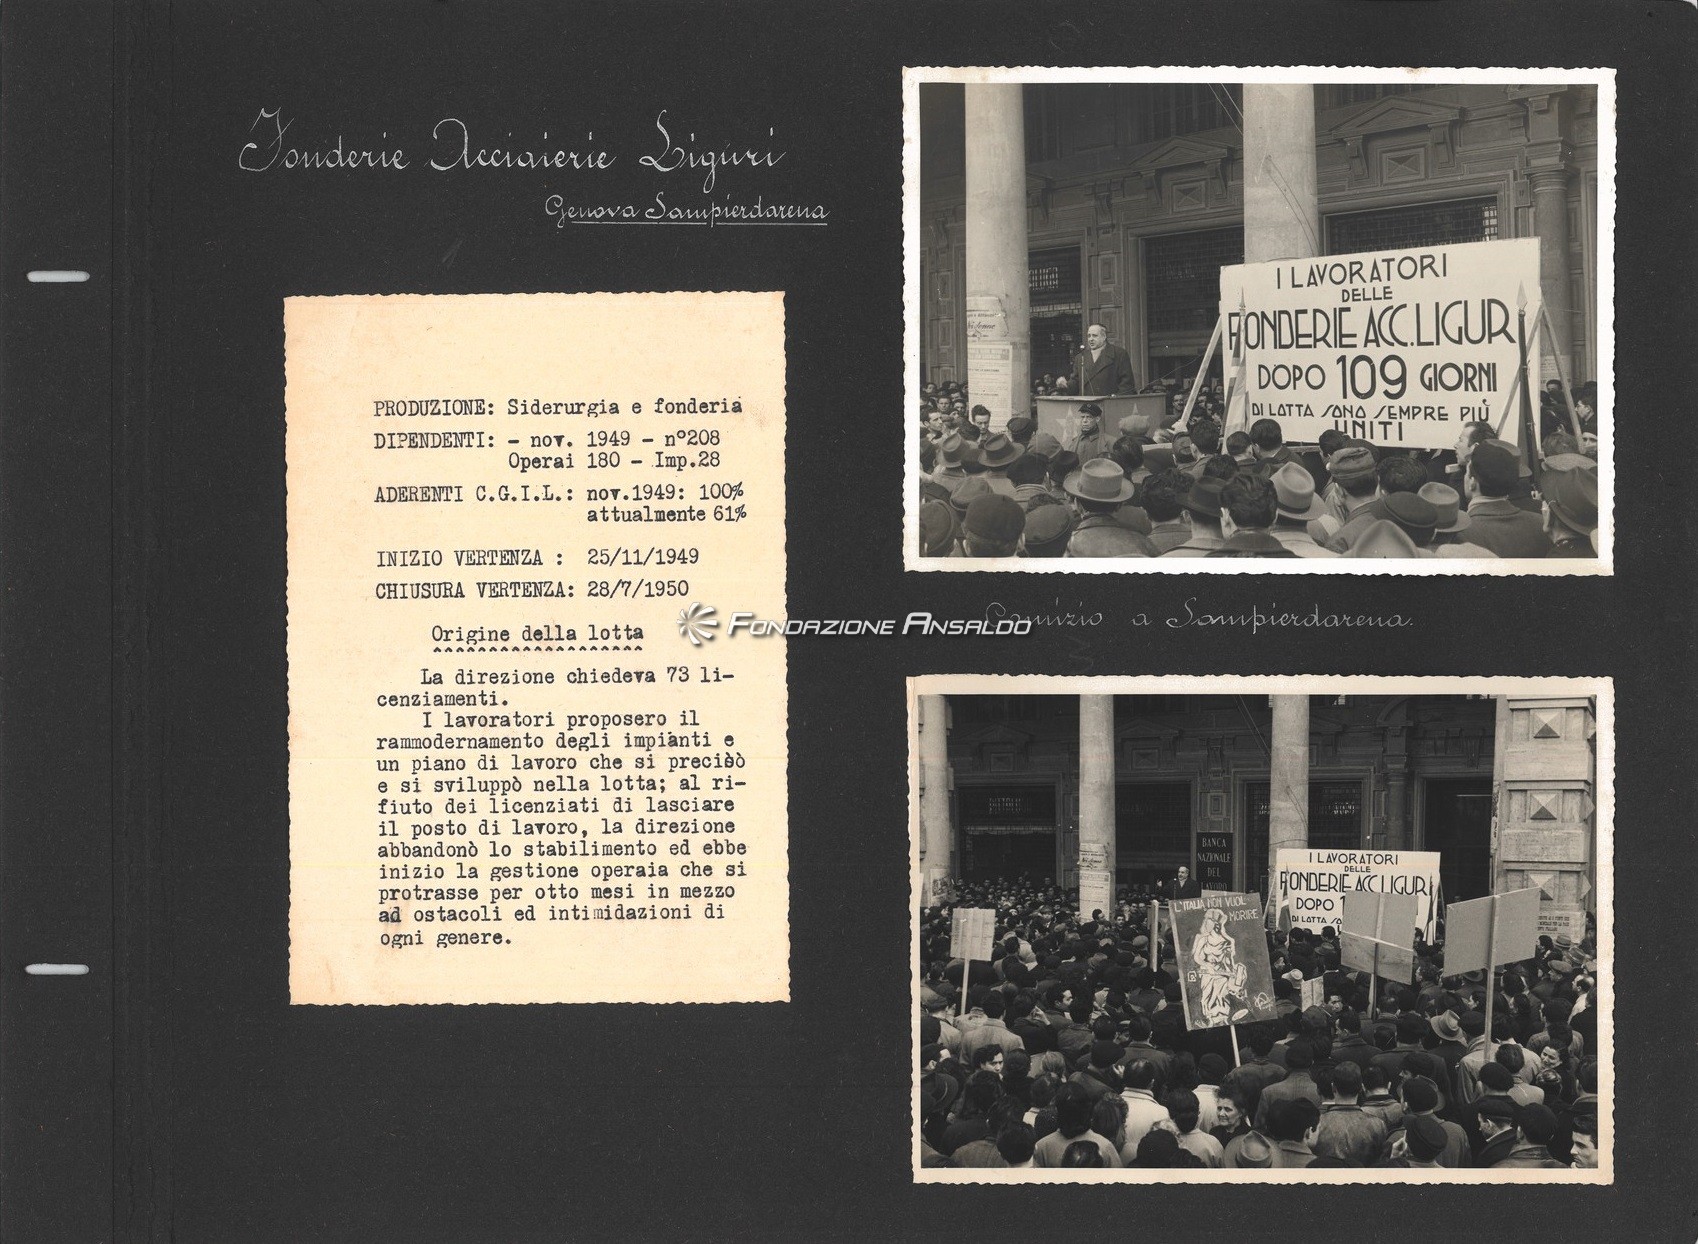 Fonderie Acciaierie Liguri
Genova Sampierdarena
PRODUZIONE: Siderurgia e fonderia
DIPENDENTI: - nov. 1949 - n°208
Operai 180 - Imp.28
ADERENTI C.G.I.L.: nov.1949: 100%
attualmente 61%
INIZIO VERTENZA : 25/11/1949
CHIUSURA VERTENZA: 28/7/1950
Origine della lotta
La direzione chiedeva 73 li-
cenziamenti.
I lavoratori proposero il
rammodernamento degli impianti e
un piano di lavoro che si precisò
e si sviluppò nella lotta; al ri-
fiuto dei licenziati di lasciare
il posto di lavoro, la direzione
abbandonò lo stabilimento ed ebbe
inizio la gestione operaia che si
protrasse per otto mesi in mezzo
ad ostacoli ed intimidazioni di
ogni genere.
I LAVORATORI
DELLE
FONDERIE ACC.LIGURI
DOPO 109 GIORNI
DI LOTTA SONO SEMPRE PIÙ
UNITI
FONDAZIONE ANSALDO
Comizio a Sampierdarena.
BANCA
NAZIONALE
DEL
LAVORO
I LAVORATORI
DELLE
FONDERIE ACC.LIGURI
DOPO 1
DI LOTTA SO
L'ITALIA NON VUOL
MORIRE